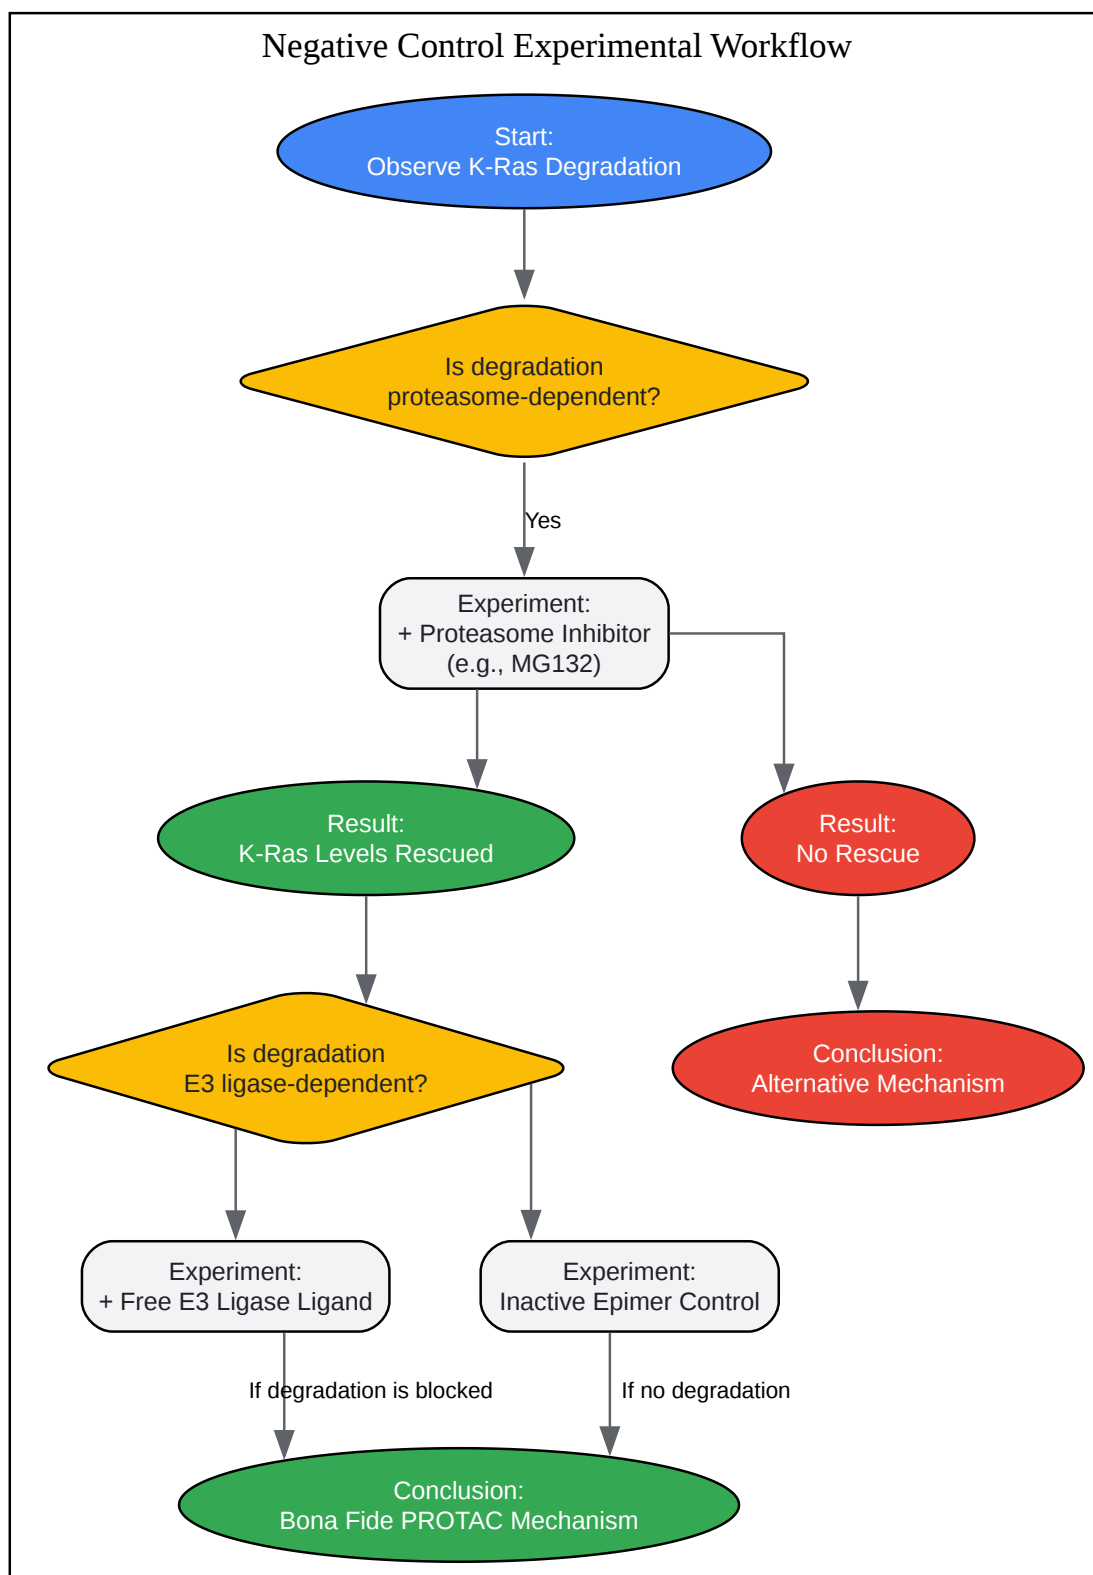 Negative Control Experimental Workflow
Start:
Observe K-Ras Degradation
Is degradation
proteasome-dependent?
Yes
Experiment:
+ Proteasome Inhibitor
(e.g., MG132)
Result:
K-Ras Levels Rescued
Result:
No Rescue
Is degradation
E3 ligase-dependent?
Conclusion:
Alternative Mechanism
Experiment:
+ Free E3 Ligase Ligand
Experiment:
Inactive Epimer Control
If degradation is blocked
If no degradation
Conclusion:
Bona Fide PROTAC Mechanism